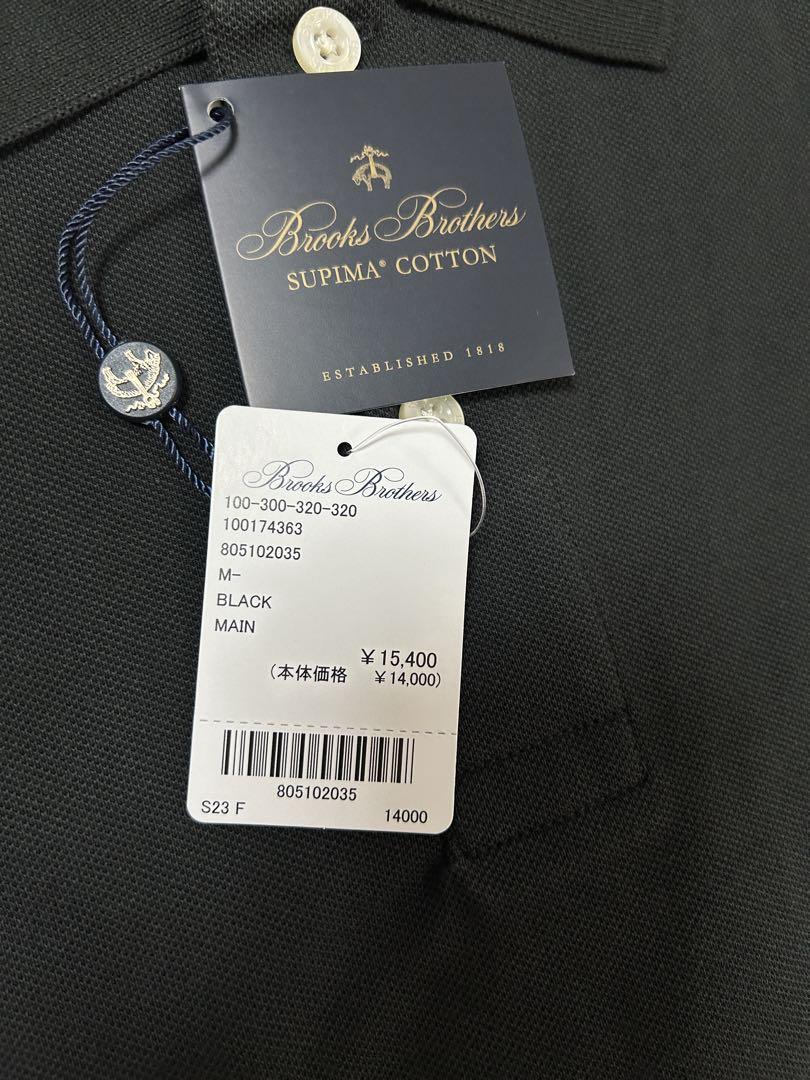 Brooks Brothers
SUPIMA® COTTON
ESTABLISHED 1818
Brooks Brothers
100-300-320-320
100174363
805102035
M-
BLACK
MAIN
¥15,400
(本体価格 ¥14,000)
805102035
S23 F 14000